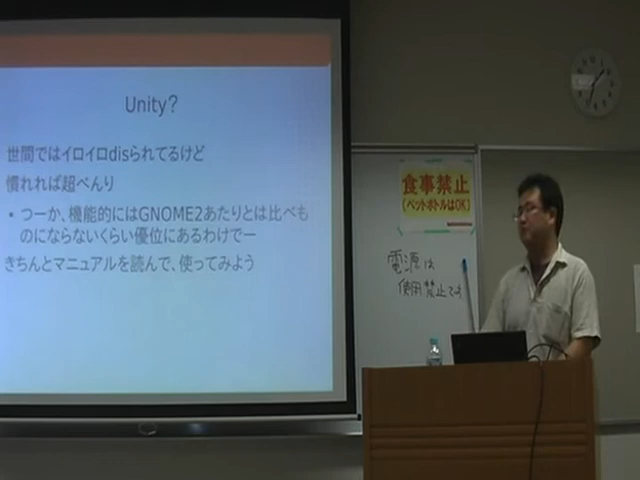 Unity?
世間ではイロイロdisられてるけど
慣れれば超べんり
• つーか、機能的にはGNOME2あたりとは比べも
のにならないくらい優位にあるわけでー
きちんとマニュアルを読んで、使ってみよう
食事禁止
(ペットボトルはOK)
電源は
使用禁止です